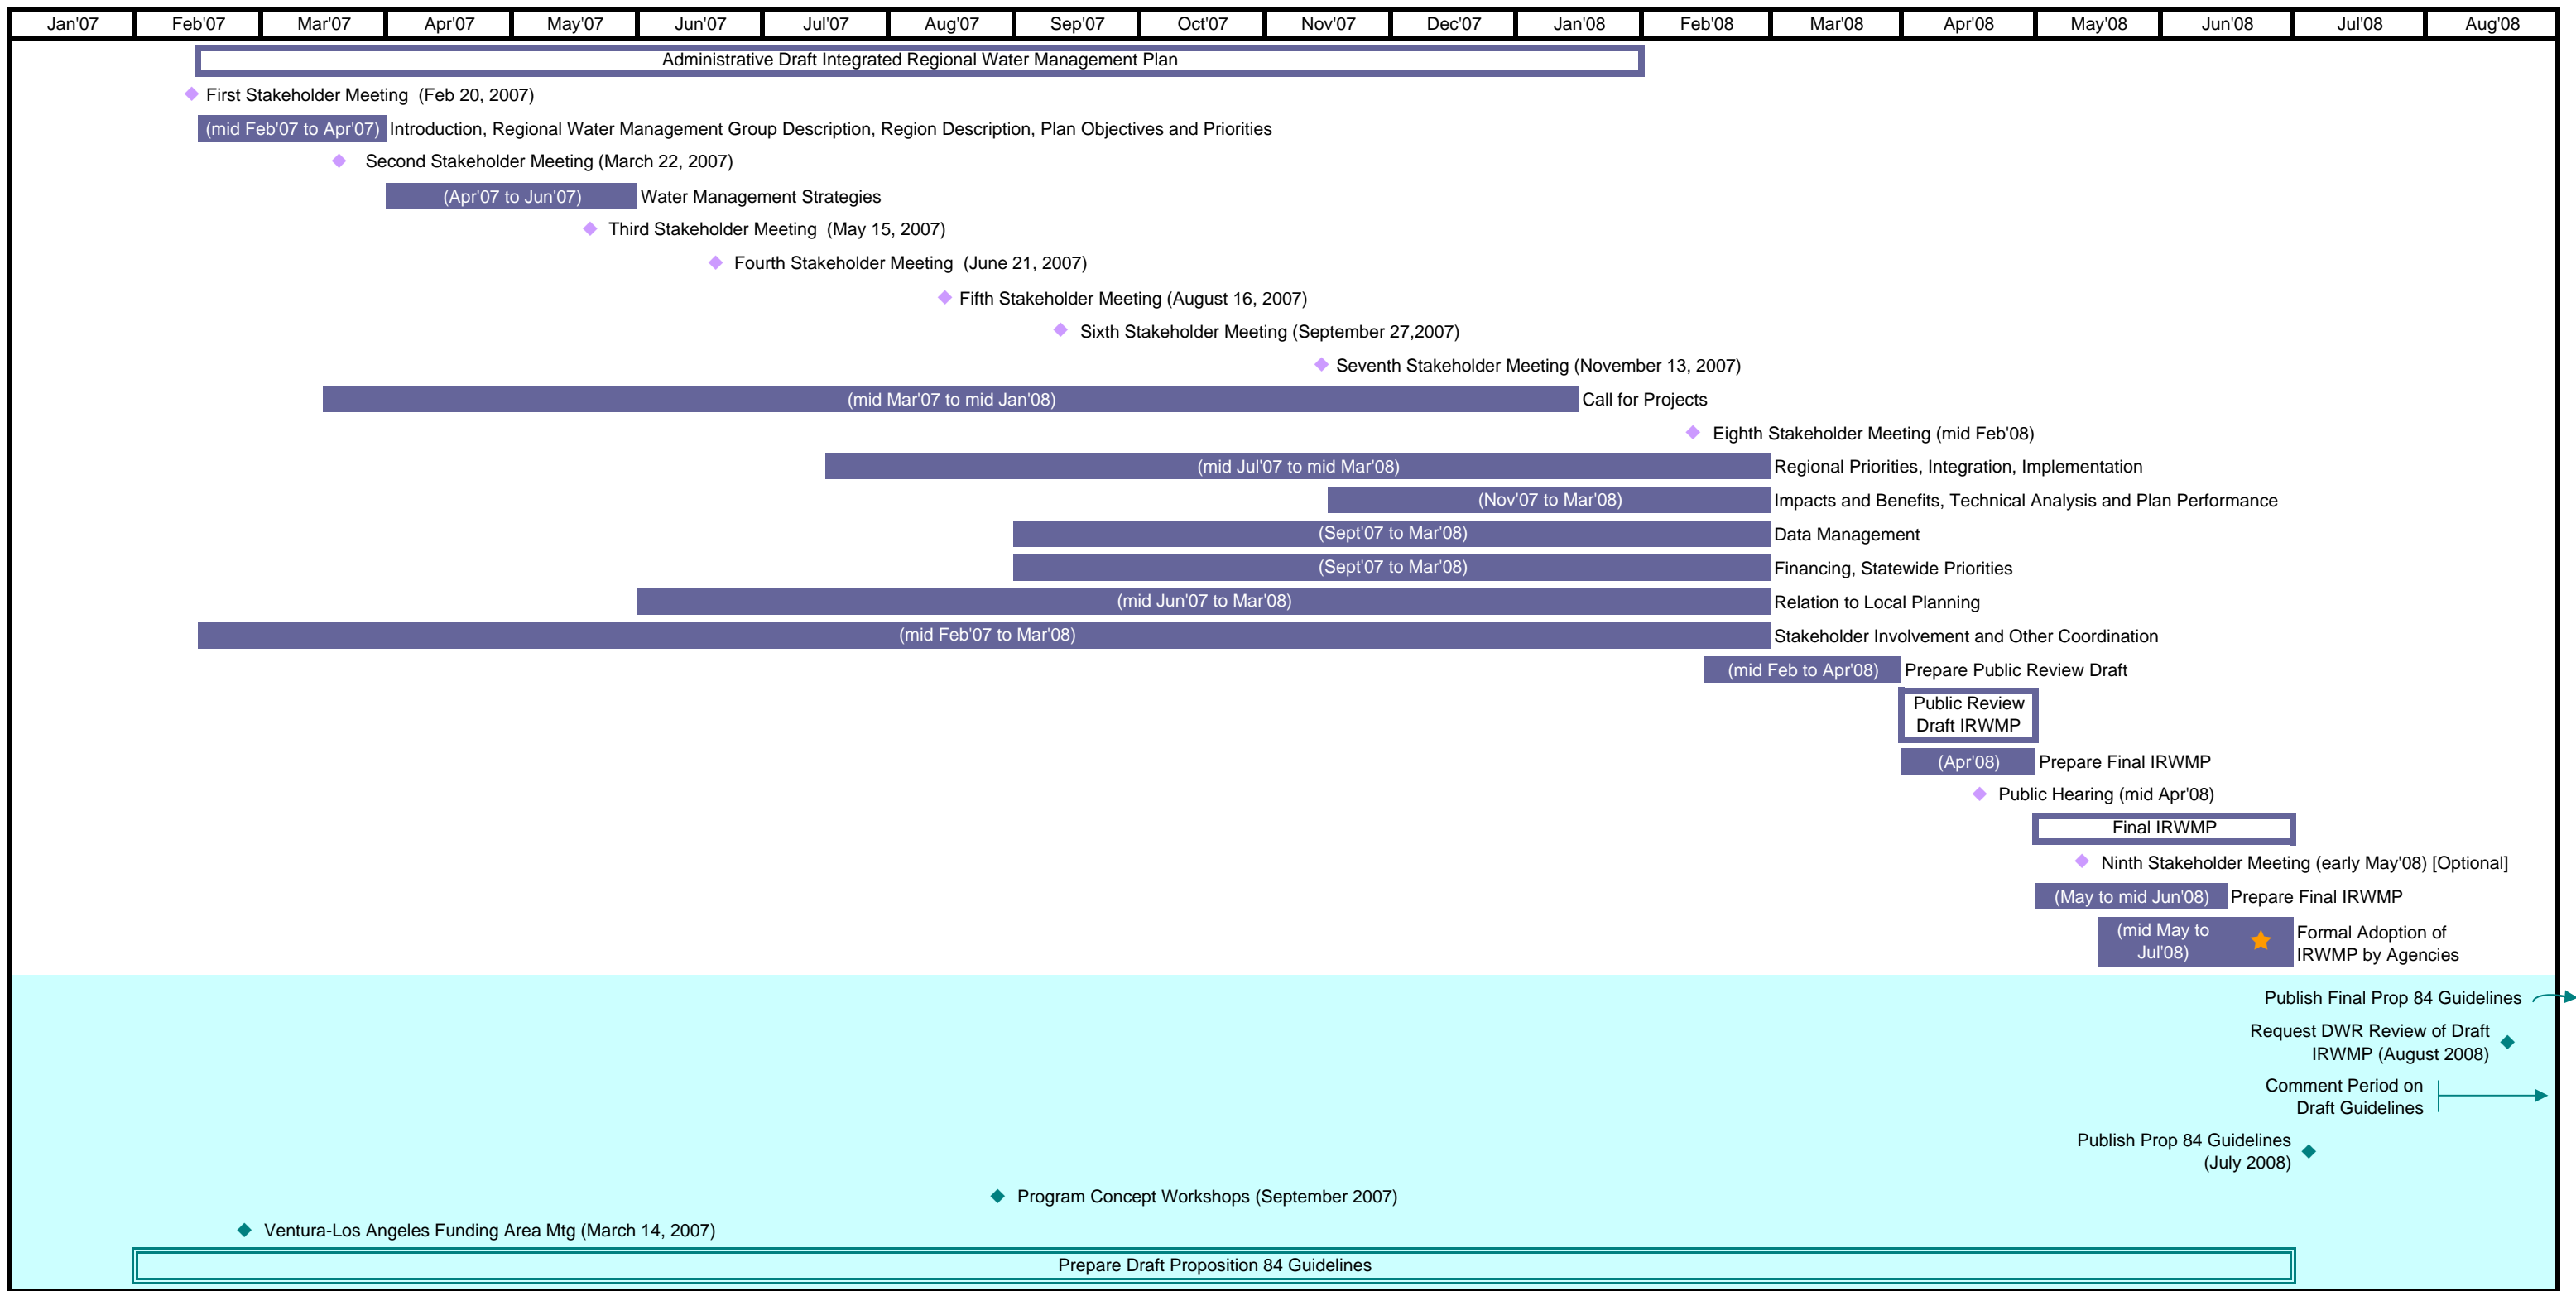 Jan'07 Feb'07 Mar'07 Apr'07 May'07 Jun'07 Jul'07 Aug'07 Sep'07 Oct'07 Nov'07 Dec'07 Jan'08 Feb'08 Mar'08 Apr'08 May'08 Jun'08 Jul'08 Aug'08
Administrative Draft Integrated Regional Water Management Plan
First Stakeholder Meeting (Feb 20, 2007)
(mid Feb'07 to Apr'07) Introduction, Regional Water Management Group Description, Region Description, Plan Objectives and Priorities
Second Stakeholder Meeting (March 22, 2007)
(Apr'07 to Jun'07) Water Management Strategies
Third Stakeholder Meeting (May 15, 2007)
Fourth Stakeholder Meeting (June 21, 2007)
Fifth Stakeholder Meeting (August 16, 2007)
Sixth Stakeholder Meeting (September 27,2007)
Seventh Stakeholder Meeting (November 13, 2007)
(mid Mar'07 to mid Jan'08) Call for Projects
Eighth Stakeholder Meeting (mid Feb'08)
(mid Jul'07 to mid Mar'08) Regional Priorities, Integration, Implementation
(Nov'07 to Mar'08) Impacts and Benefits, Technical Analysis and Plan Performance
(Sept'07 to Mar'08) Data Management
(Sept'07 to Mar'08) Financing, Statewide Priorities
(mid Jun'07 to Mar'08) Relation to Local Planning
(mid Feb'07 to Mar'08) Stakeholder Involvement and Other Coordination
(mid Feb to Apr'08) Prepare Public Review Draft
Public Review
Draft IRWMP
(Apr'08) Prepare Final IRWMP
Public Hearing (mid Apr'08)
Final IRWMP
Ninth Stakeholder Meeting (early May'08) [Optional]
(May to mid Jun'08) Prepare Final IRWMP
(mid May to
Jul'08)
Formal Adoption of
IRWMP by Agencies
Publish Final Prop 84 Guidelines
Request DWR Review of Draft
IRWMP (August 2008)
Comment Period on
Draft Guidelines
Publish Prop 84 Guidelines
(July 2008)
Program Concept Workshops (September 2007)
Ventura-Los Angeles Funding Area Mtg (March 14, 2007)
Prepare Draft Proposition 84 Guidelines